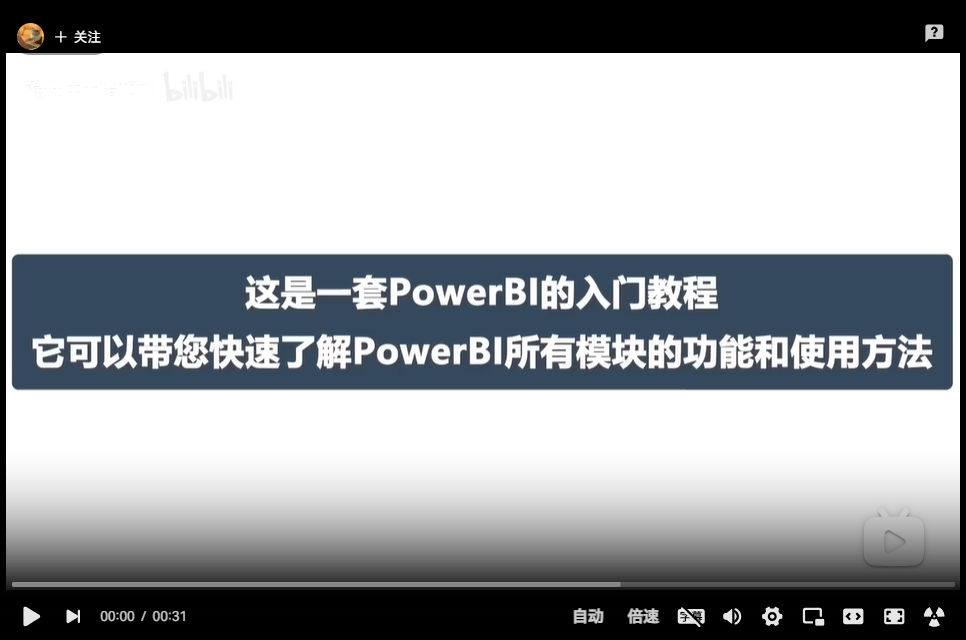 关注
?
bilibili
这是一套PowerBI的入门教程
它可以带您快速了解PowerBI所有模块的功能和使用方法
00:00 / 00:31
自动 倍速 字幕